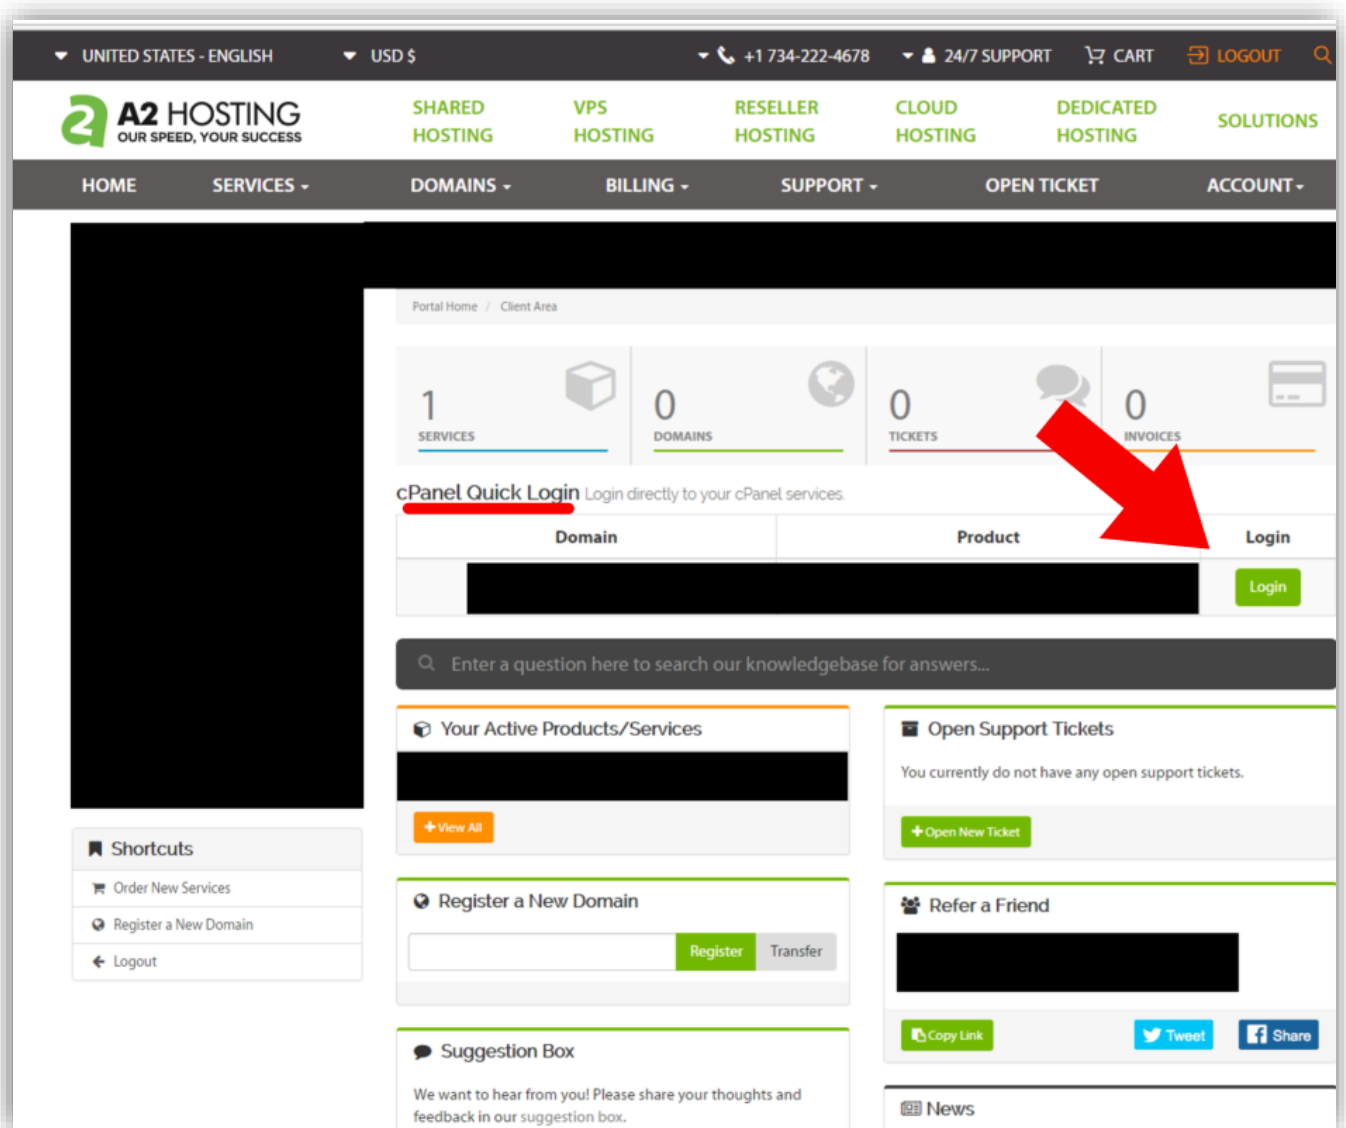 UNITED STATES - ENGLISH USD $ +1 734-222-4678 24/7 SUPPORT CART LOGOUT
A2 HOSTING
OUR SPEED, YOUR SUCCESS
SHARED HOSTING
VPS HOSTING
RESELLER HOSTING
CLOUD HOSTING
DEDICATED HOSTING
SOLUTIONS
HOME SERVICES DOMAINS BILLING SUPPORT OPEN TICKET ACCOUNT
Portal Home / Client Area
1
SERVICES
0
DOMAINS
0
TICKETS
0
INVOICES
cPanel Quick Login Login directly to your cPanel services.
Domain Product Login
Login
Enter a question here to search our knowledgebase for answers...
Your Active Products/Services
+ View All
Open Support Tickets
You currently do not have any open support tickets.
+ Open New Ticket
Shortcuts
Order New Services
Register a New Domain
Logout
Register a New Domain
Register Transfer
Refer a Friend
Copy Link Tweet Share
Suggestion Box
We want to hear from you! Please share your thoughts and
feedback in our suggestion box.
News